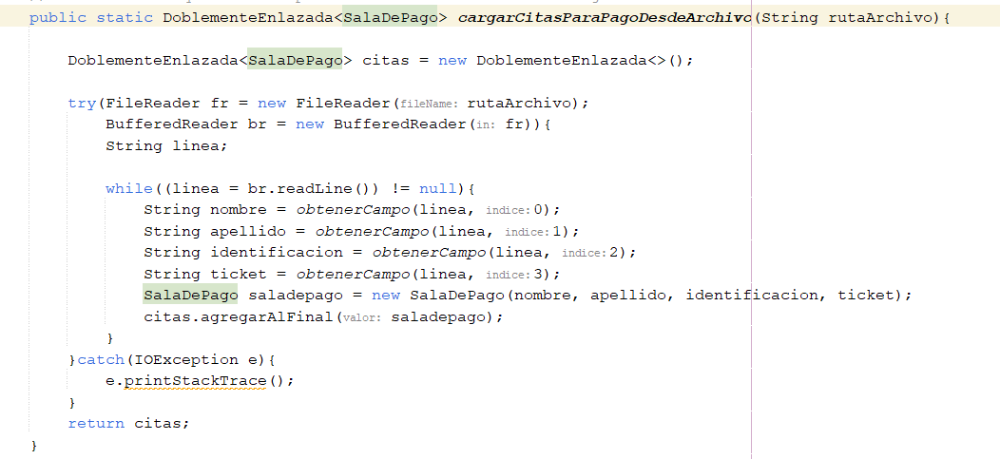 public static DoblementeEnlazada<SalaDePago> cargarCitasParaPagoDesdeArchivo(String rutaArchivo){
DoblementeEnlazada<SalaDePago> citas = new DoblementeEnlazada<>();
try(FileReader fr = new FileReader(fileName: rutaArchivo);
BufferedReader br = new BufferedReader(in: fr)){
String linea;
while((linea = br.readLine()) != null){
String nombre = obtenerCampo(linea, indice: 0);
String apellido = obtenerCampo(linea, indice: 1);
String identificacion = obtenerCampo(linea, indice: 2);
String ticket = obtenerCampo(linea, indice: 3);
SalaDePago saladepago = new SalaDePago(nombre, apellido, identificacion, ticket);
citas.agregarAlFinal(valor: saladepago);
}
}catch(IOException e){
e.printStackTrace();
}
return citas;
}